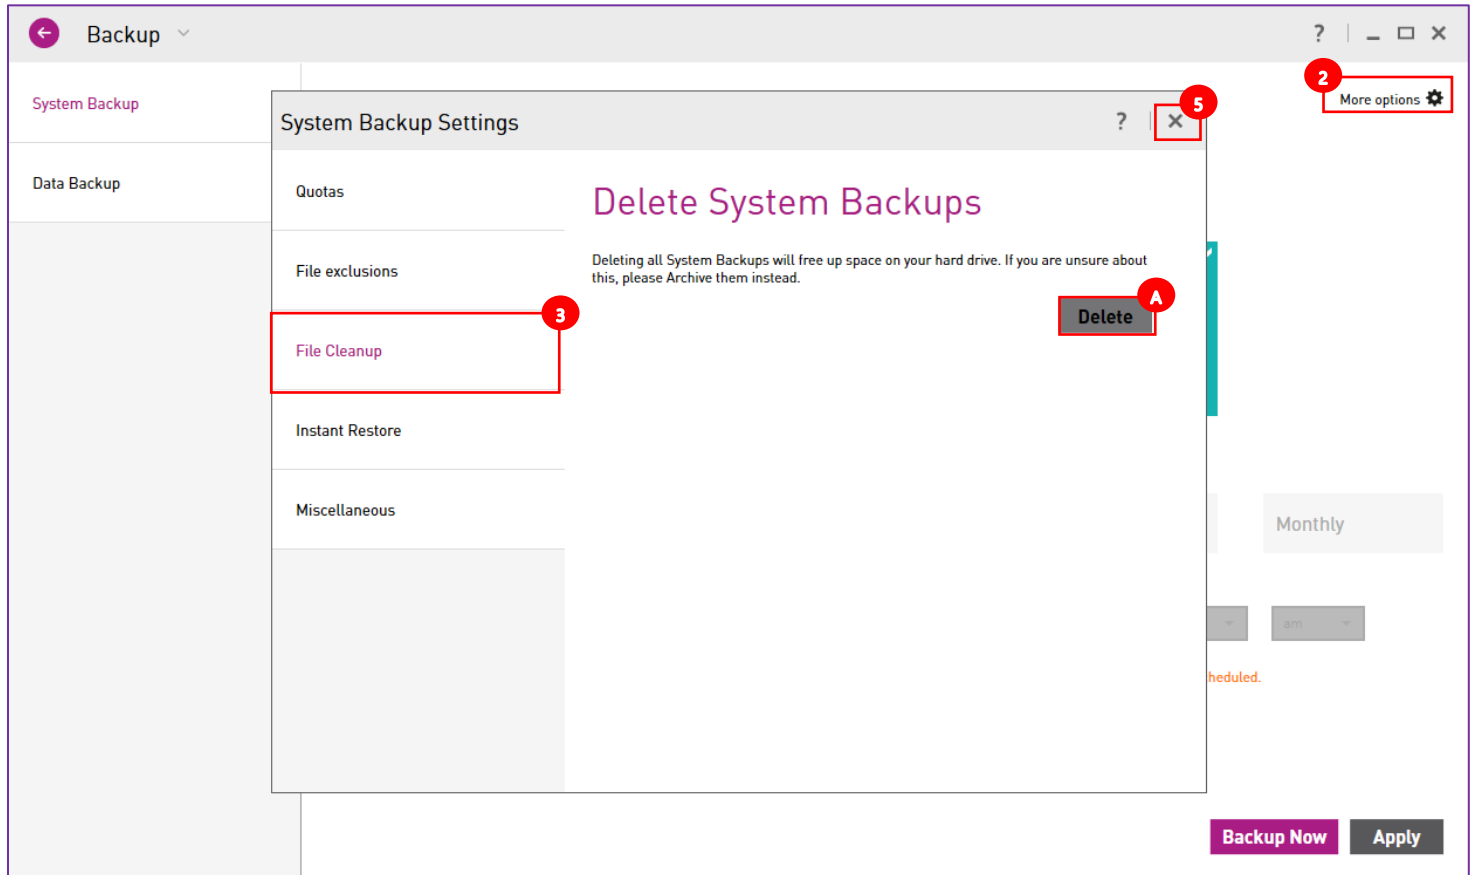 Backup
?
System Backup
Data Backup
2
More options
System Backup Settings
?
5
Quotas
File exclusions
3
File Cleanup
Instant Restore
Miscellaneous
Delete System Backups
Deleting all System Backups will free up space on your hard drive. If you are unsure about
this, please Archive them instead.
A
Delete
Monthly
am
heduled.
Backup Now
Apply